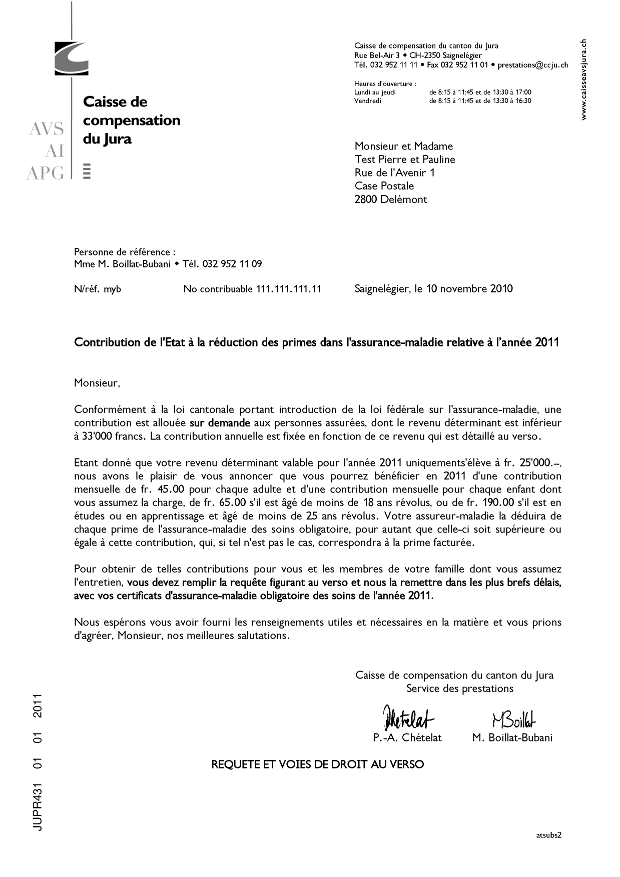 Caisse de compensation du canton du Jura
Rue Bel-Air 3 • CH-2350 Saignelégier
Tél. 032 952 11 11 • Fax 032 952 11 01 • prestations@ccju.ch
Heures d'ouverture :
Lundi au jeudi de 8:15 à 11:45 et de 13:30 à 17:00
Vendredi de 8:15 à 11:45 et de 13:30 à 16:30
www.caisseavsjura.ch
Caisse de
compensation
du Jura
AVS
AI
APG
Monsieur et Madame
Test Pierre et Pauline
Rue de l'Avenir 1
Case Postale
2800 Delémont
Personne de référence :
Mme M. Boillat-Bubani • Tél. 032 952 11 09
N/réf. myb No contribuable 111.111.111.11 Saignelégier, le 10 novembre 2010
Contribution de l'Etat à la réduction des primes dans l'assurance-maladie relative à l'année 2011
Monsieur,
Conformément à la loi cantonale portant introduction de la loi fédérale sur l'assurance-maladie, une
contribution est allouée sur demande aux personnes assurées, dont le revenu déterminant est inférieur
à 33'000 francs. La contribution annuelle est fixée en fonction de ce revenu qui est détaillé au verso.
Etant donné que votre revenu déterminant valable pour l'année 2011 uniquements'élève à fr. 25'000.--,
nous avons le plaisir de vous annoncer que vous pourrez bénéficier en 2011 d'une contribution
mensuelle de fr. 45.00 pour chaque adulte et d'une contribution mensuelle pour chaque enfant dont
vous assumez la charge, de fr. 65.00 s'il est âgé de moins de 18 ans révolus, ou de fr. 190.00 s'il est en
études ou en apprentissage et âgé de moins de 25 ans révolus. Votre assureur-maladie la déduira de
chaque prime de l'assurance-maladie des soins obligatoire, pour autant que celle-ci soit supérieure ou
égale à cette contribution, qui, si tel n'est pas le cas, correspondra à la prime facturée.
Pour obtenir de telles contributions pour vous et les membres de votre famille dont vous assumez
l'entretien, vous devez remplir la requête figurant au verso et nous la remettre dans les plus brefs délais,
avec vos certificats d'assurance-maladie obligatoire des soins de l'année 2011.
Nous espérons vous avoir fourni les renseignements utiles et nécessaires en la matière et vous prions
d'agréer, Monsieur, nos meilleures salutations.
Caisse de compensation du canton du Jura
Service des prestations
MBoillat
P.-A. Chételat M. Boillat-Bubani
REQUETE ET VOIES DE DROIT AU VERSO
JUPR431 01 01 2011
atsubs2